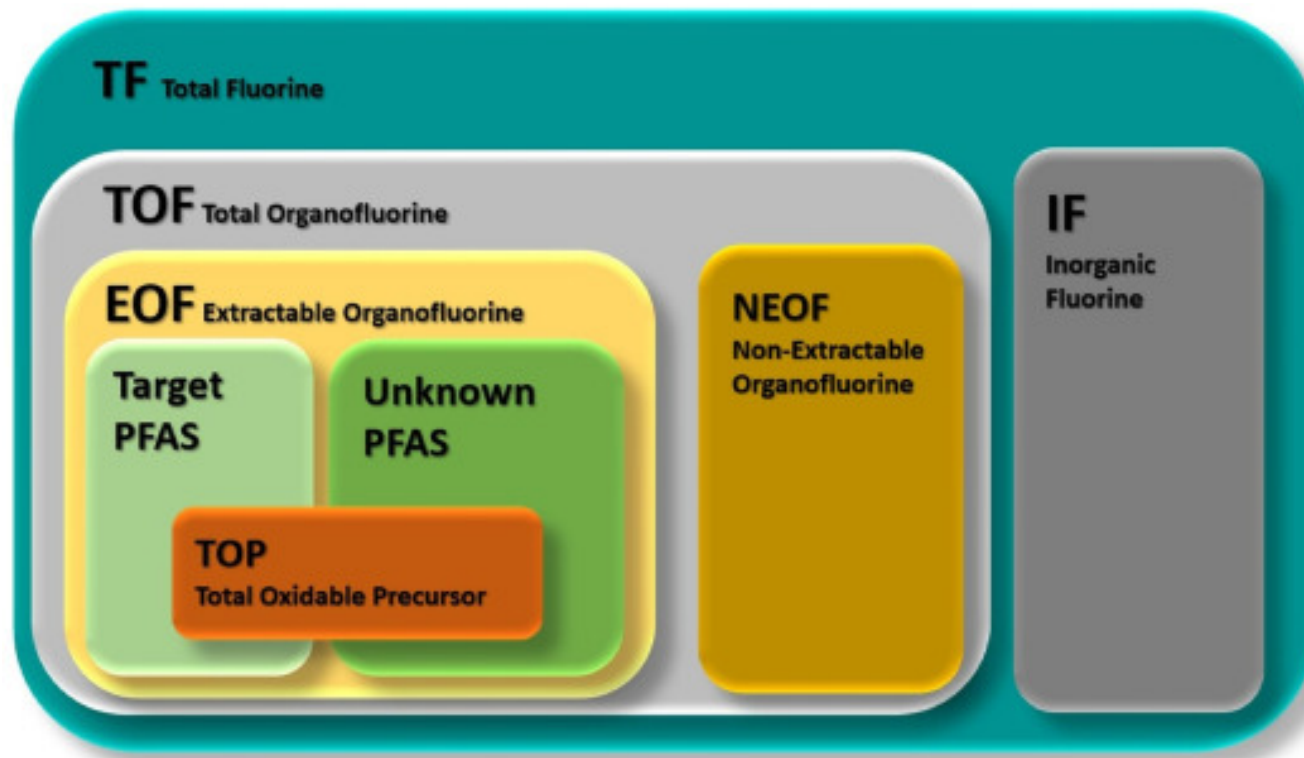 TF Total Fluorine
TOF Total Organofluorine
EOF Extractable Organofluorine
Target
PFAS
Unknown
PFAS
TOP
Total Oxidable Precursor
NEOF
Non-Extractable
Organofluorine
IF
Inorganic
Fluorine